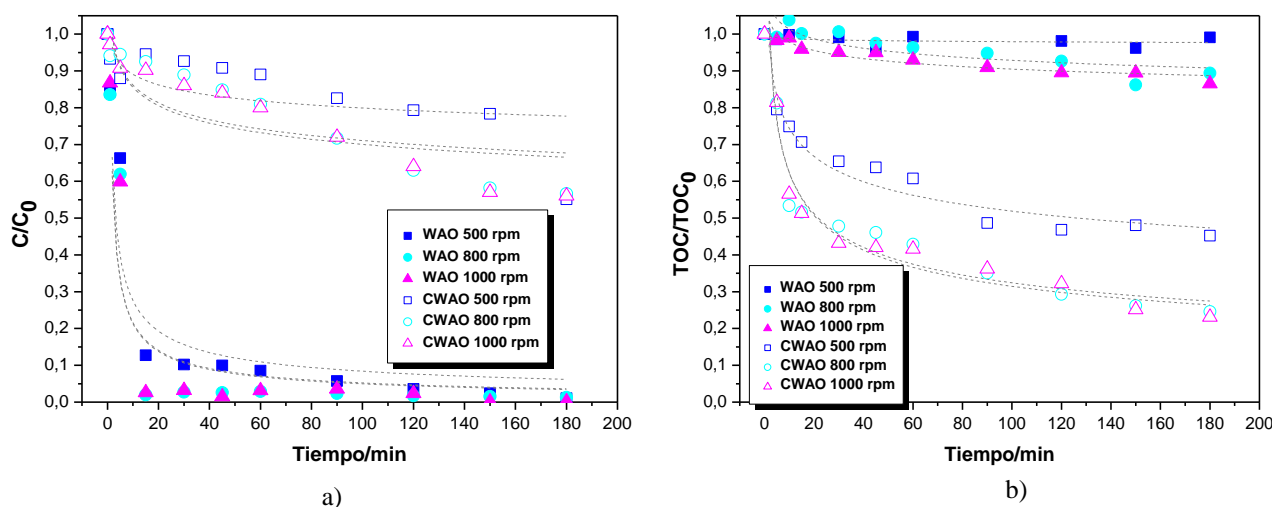 C/C0
1,0
0,9
0,8
0,7
0,6
0,5
0,4
0,3
0,2
0,1
0,0
WAO 500 rpm
WAO 800 rpm
WAO 1000 rpm
CWAO 500 rpm
CWAO 800 rpm
CWAO 1000 rpm
0 20 40 60 80 100 120 140 160 180 200
Tiempo/min
a)
TOC/TOC0
1,0
0,9
0,8
0,7
0,6
0,5
0,4
0,3
0,2
0,1
0,0
WAO 500 rpm
WAO 800 rpm
WAO 1000 rpm
CWAO 500 rpm
CWAO 800 rpm
CWAO 1000 rpm
0 20 40 60 80 100 120 140 160 180 200
Tiempo/min
b)